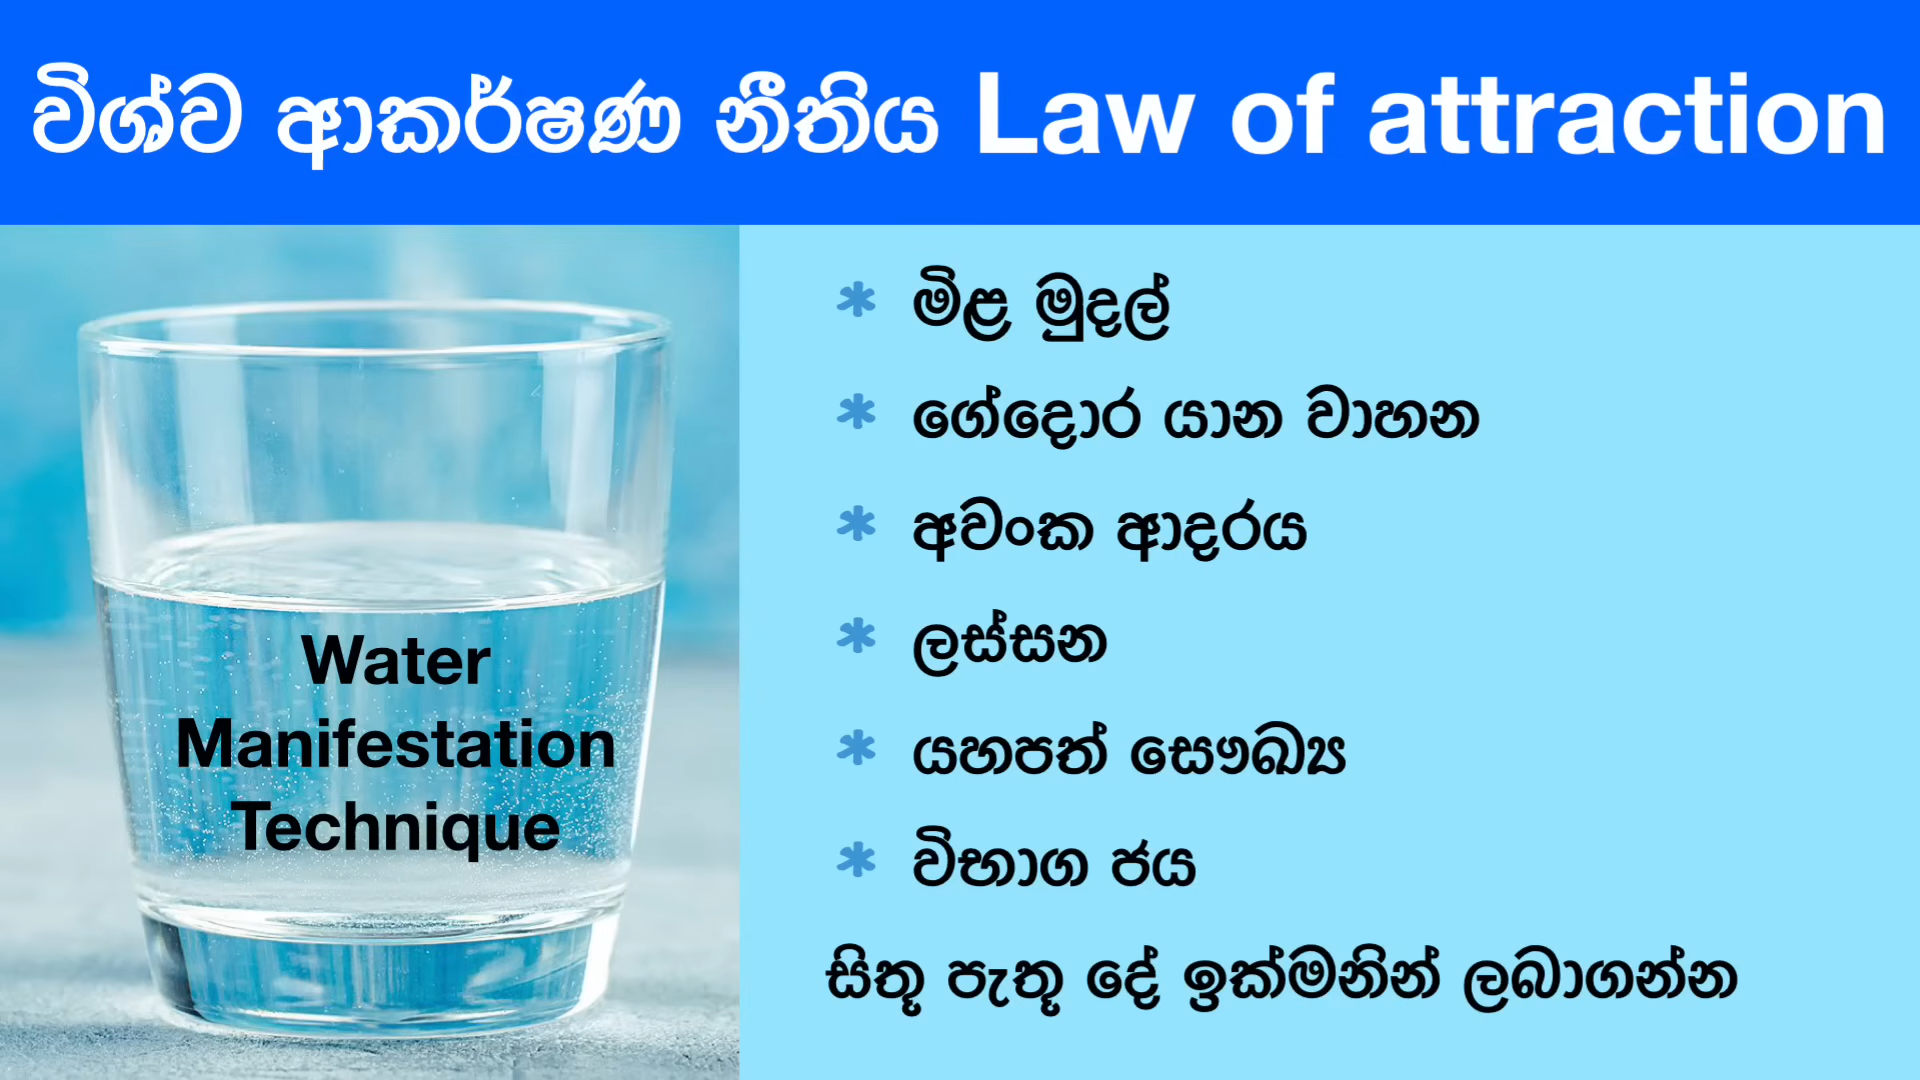 විශ්ව ආකර්ෂණ නීතිය Law of attraction
Water
Manifestation
Technique
* මිළ මුදල්
* ගේදොර යාන වාහන
* අවංක ආදරය
* ලස්සන
* යහපත් සෞඛ්‍ය
* විභාග ජය
සිතූ පැතූ දේ ඉක්මනින් ලබාගන්න